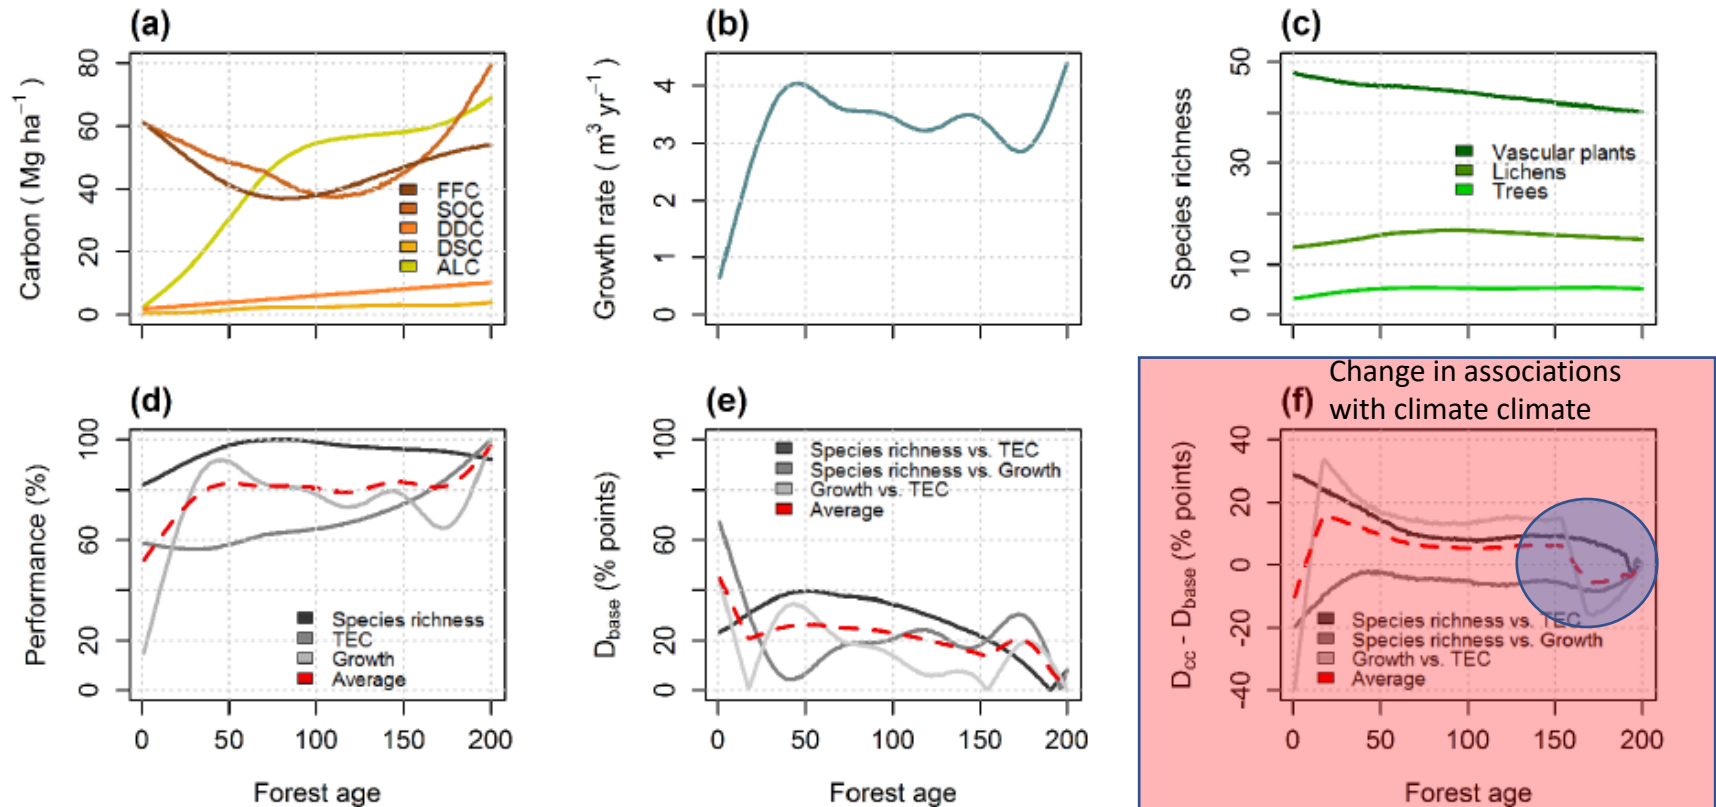 (a)
Carbon ( Mg ha⁻¹ )
80
60
40
20
0
FFC
SOC
DDC
DSC
ALC
(b)
Growth rate ( m³ yr⁻¹ )
4
3
2
1
0
(c)
Species richness
50
30
10
0
Vascular plants
Lichens
Trees
(d)
Performance (%)
100
60
20
0
Species richness
TEC
Growth
Average
0 50 100 150 200
Forest age
(e)
D_base (% points)
100
60
20
0
Species richness vs. TEC
Species richness vs. Growth
Growth vs. TEC
Average
0 50 100 150 200
Forest age
Change in associations
(f) with climate climate
D_cc - D_base (% points)
40
20
0
-20
-40
Species richness vs. TEC
Species richness vs. Growth
Growth vs. TEC
Average
0 50 100 150 200
Forest age